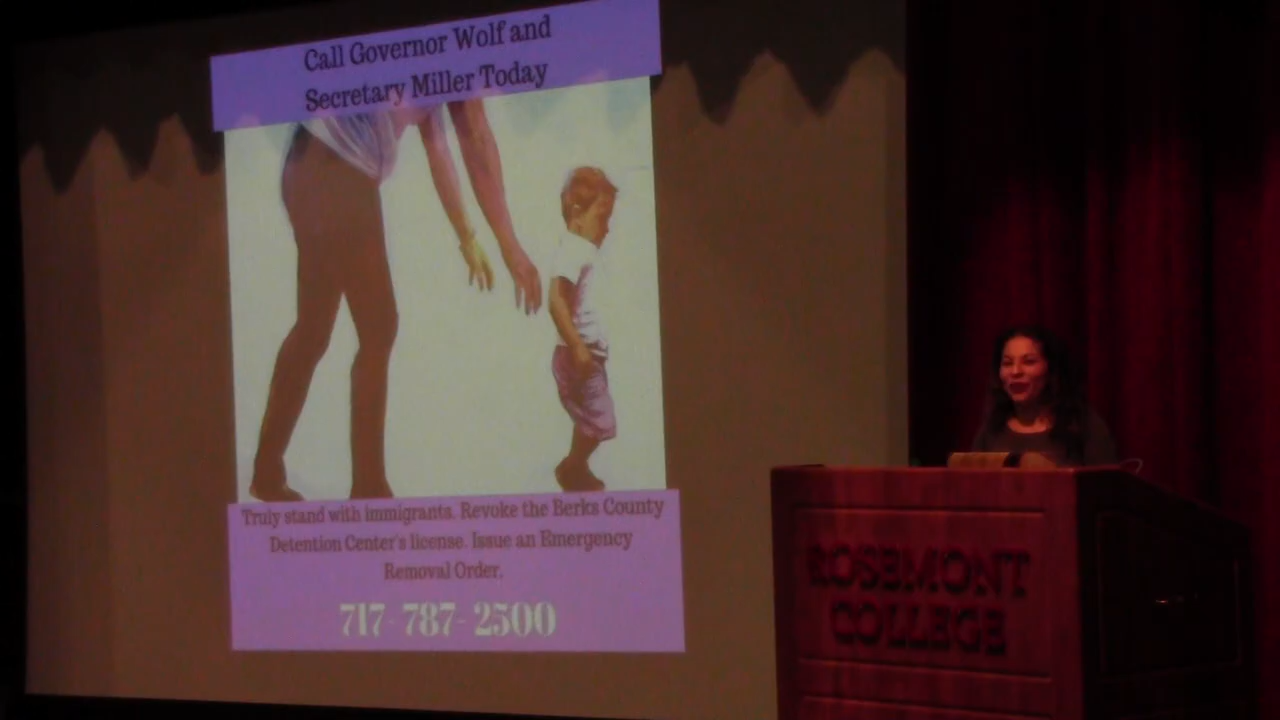 Call Governor Wolf and
Secretary Miller Today
Truly stand with immigrants. Revoke the Berks County
Detention Center's license. Issue an Emergency
Removal Order.
717-787-2500
ROSEMONT
COLLEGE